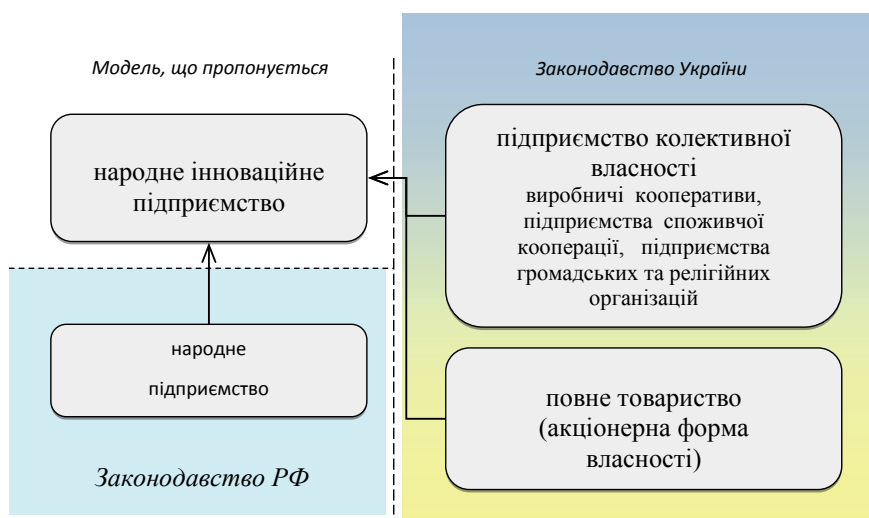 Модель, що пропонується
народне інноваційне
підприємство
народне
підприємство
Законодавство РФ
Законодавство України
підприємство колективної
власності
виробничі кооперативи,
підприємства споживчої
кооперації, підприємства
громадських та релігійних
організацій
повне товариство
(акціонерна форма
власності)